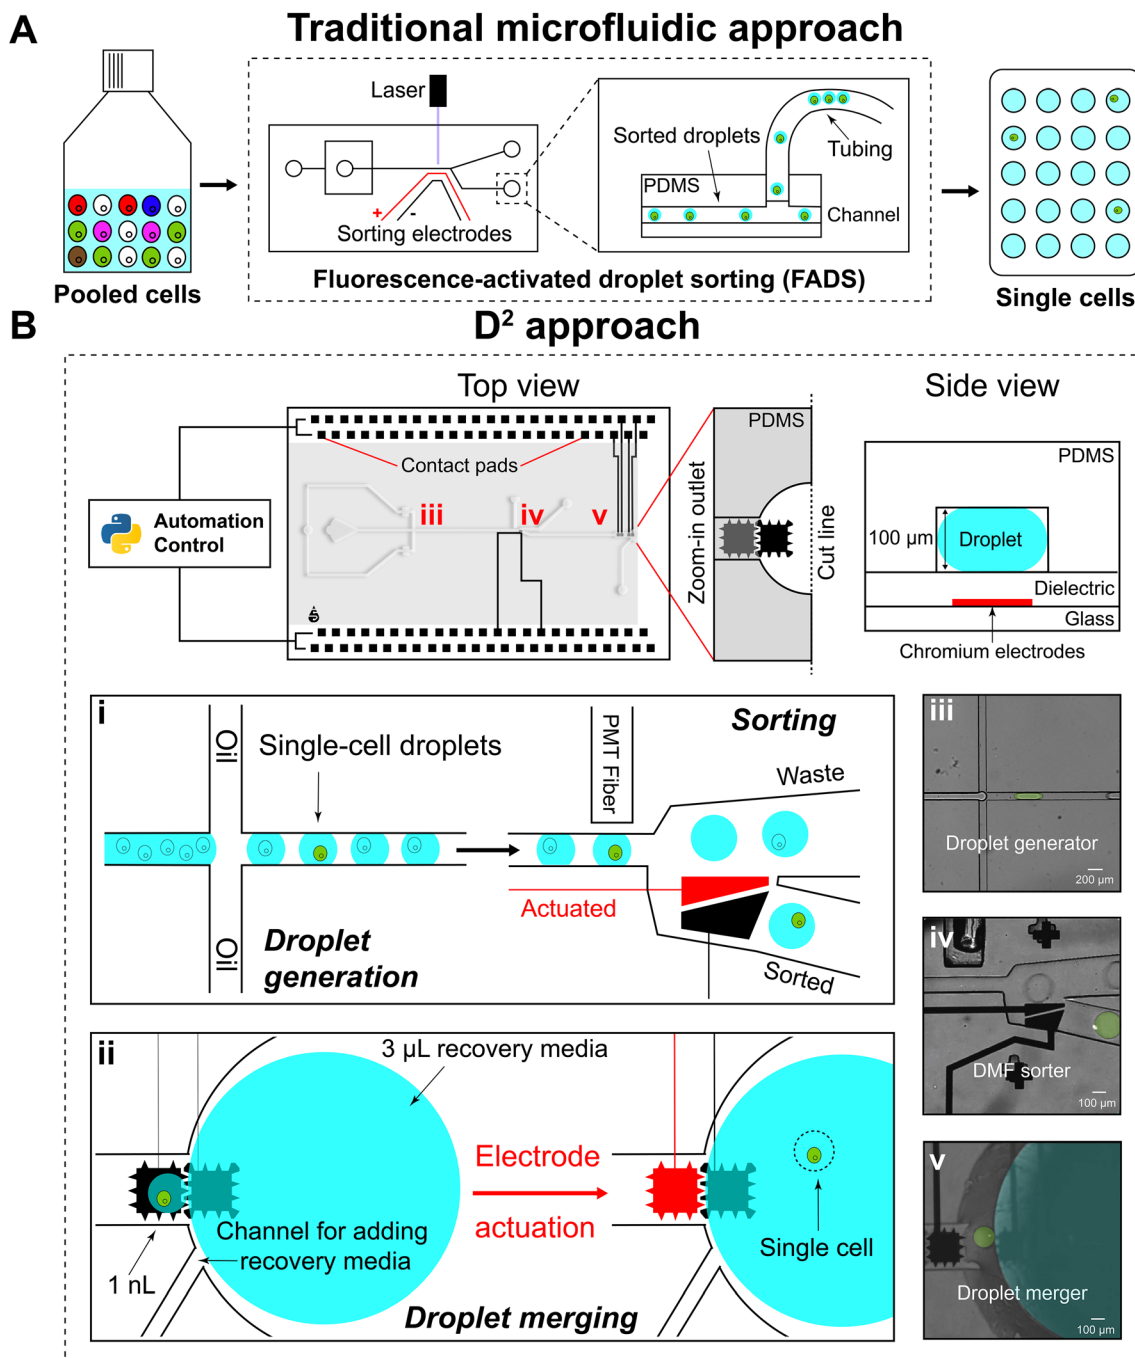 A
Traditional microfluidic approach
Laser
Sorting electrodes
+
-
Sorted droplets
Tubing
PDMS
Channel
Pooled cells
Fluorescence-activated droplet sorting (FADS)
Single cells
B
D² approach
Top view
Side view
Contact pads
Automation
Control
iii
iv
v
5
PDMS
Zoom-in outlet
Cut line
PDMS
100 µm
Droplet
Dielectric
Glass
Chromium electrodes
i
Oil
Oil
Single-cell droplets
Droplet
generation
PMT Fiber
Sorting
Waste
Actuated
Sorted
iii
Droplet generator
200 µm
iv
DMF sorter
100 µm
ii
3 µL recovery media
Electrode
actuation
Channel for adding
recovery media
1 nL
Single cell
Droplet merging
v
Droplet merger
100 µm